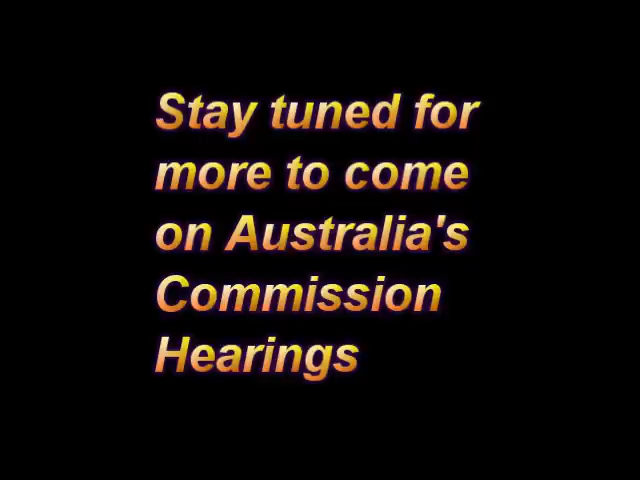 Stay tuned for
more to come
on Australia's
Commission
Hearings